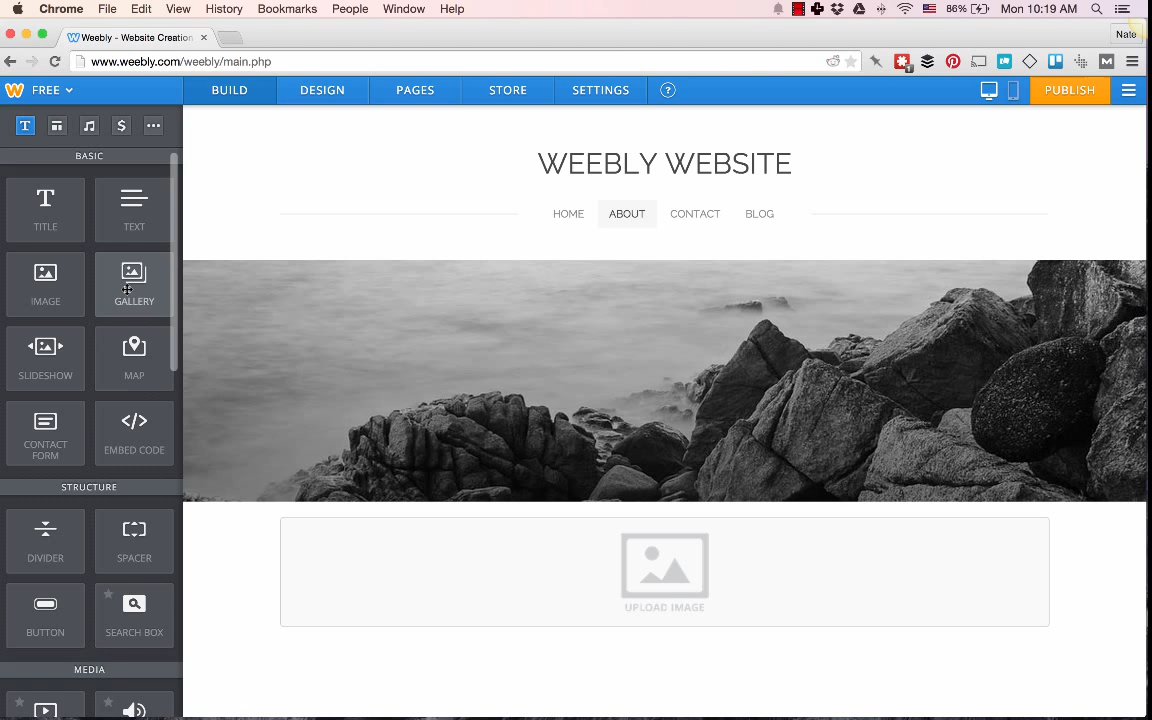 Chrome File Edit View History Bookmarks People Window Help 86% Mon 10:19 AM
Weebly - Website Creation Nate
www.weebly.com/weebly/main.php
W FREE BUILD DESIGN PAGES STORE SETTINGS ? PUBLISH
T $
BASIC
WEEBLY WEBSITE
T
TITLE TEXT
HOME ABOUT CONTACT BLOG
IMAGE GALLERY
SLIDESHOW MAP
</>
CONTACT FORM EMBED CODE
STRUCTURE
DIVIDER SPACER
UPLOAD IMAGE
BUTTON SEARCH BOX
MEDIA